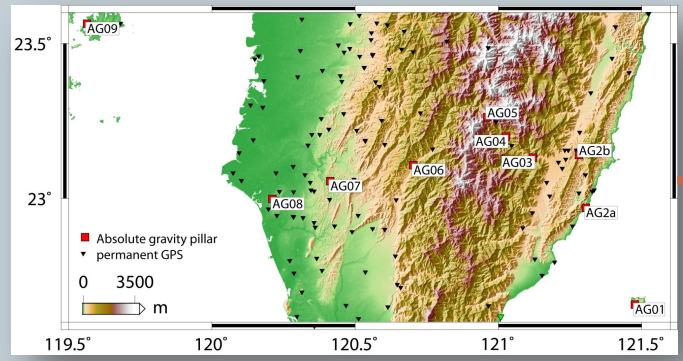 AG09
23.5°
AG05
AG04
AG03
AG2b
AG06
AG07
23°
AG08
AG2a
Absolute gravity pillar
permanent GPS
0 3500
m
AG01
119.5° 120° 120.5° 121° 121.5°